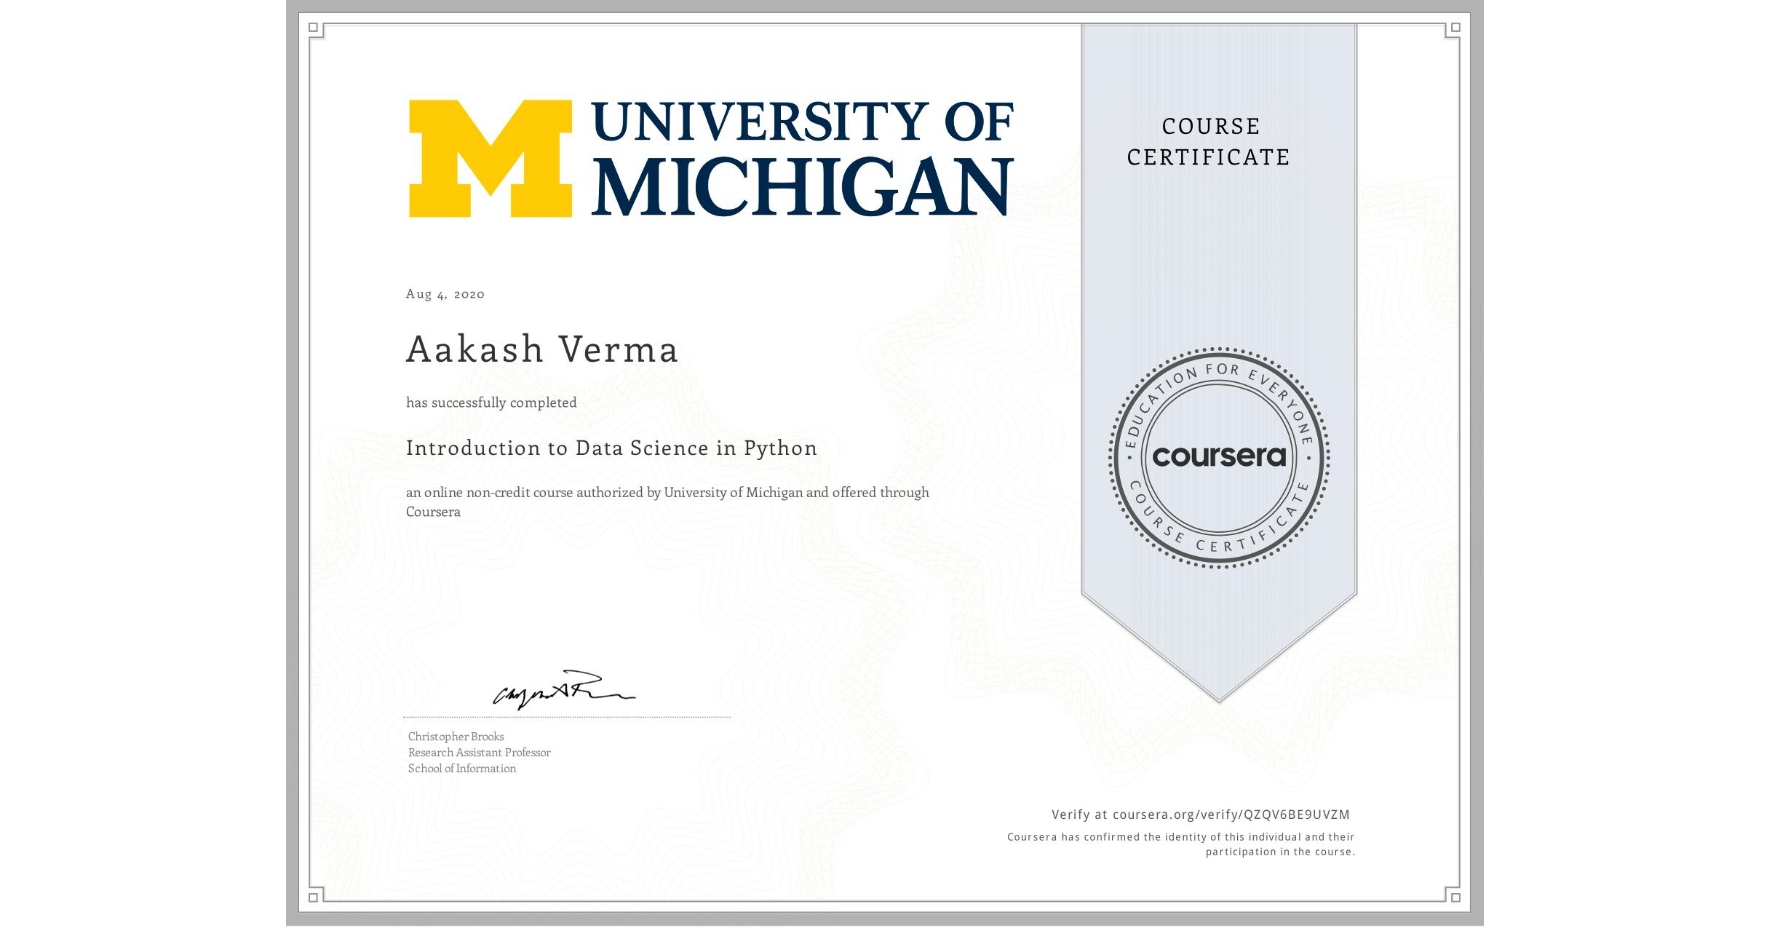 UNIVERSITY OF
MICHIGAN
COURSE
CERTIFICATE
Aug 4, 2020
Aakash Verma
has successfully completed
Introduction to Data Science in Python
an online non-credit course authorized by University of Michigan and offered through
Coursera
EDUCATION FOR EVERYONE
coursera
COURSE CERTIFICATE
Christopher Brooks
Research Assistant Professor
School of Information
Verify at coursera.org/verify/QZQV6BE9UVZM
Coursera has confirmed the identity of this individual and their
participation in the course.